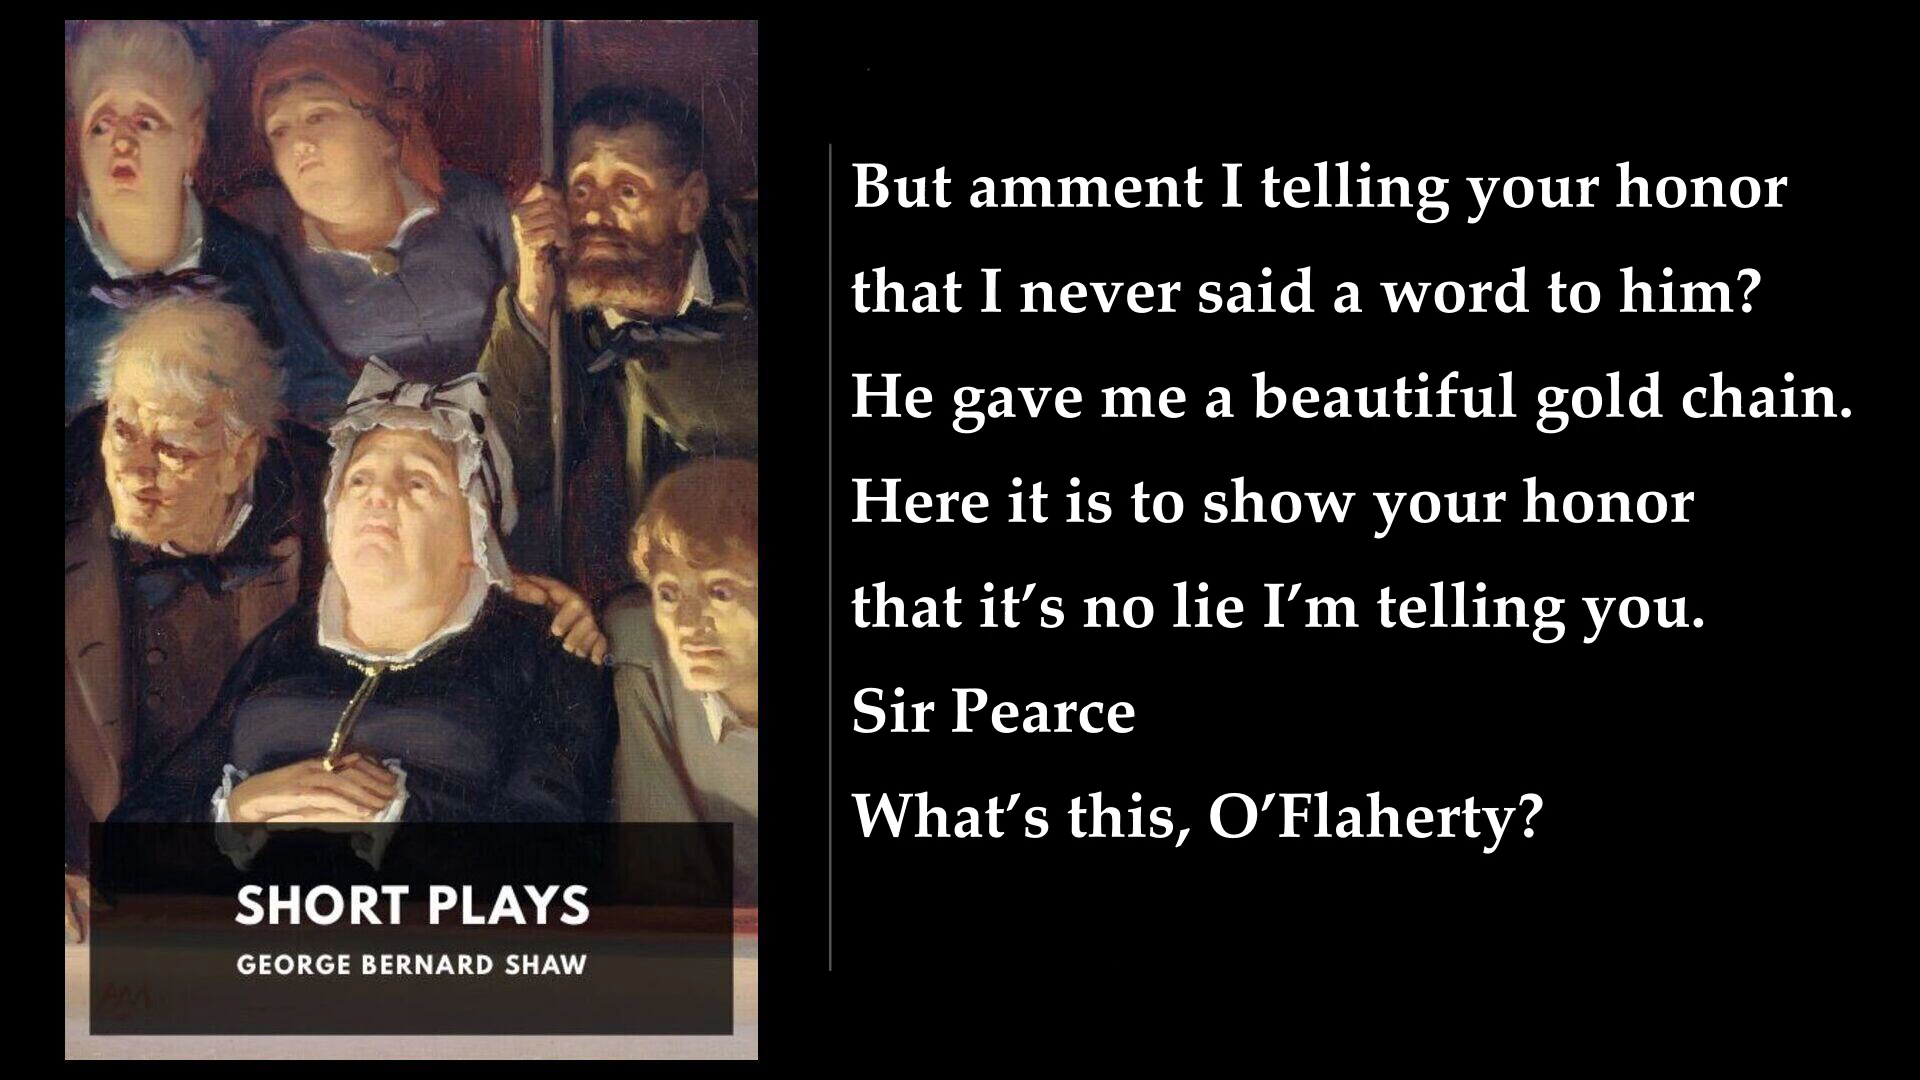 But amment I telling your honor
that I never said a word to him?
He gave me a beautiful gold chain.
Here it is to show your honor
that it’s no lie I’m telling you.
Sir Pearce
What’s this, O’Flaherty?
SHORT PLAYS
GEORGE BERNARD SHAW